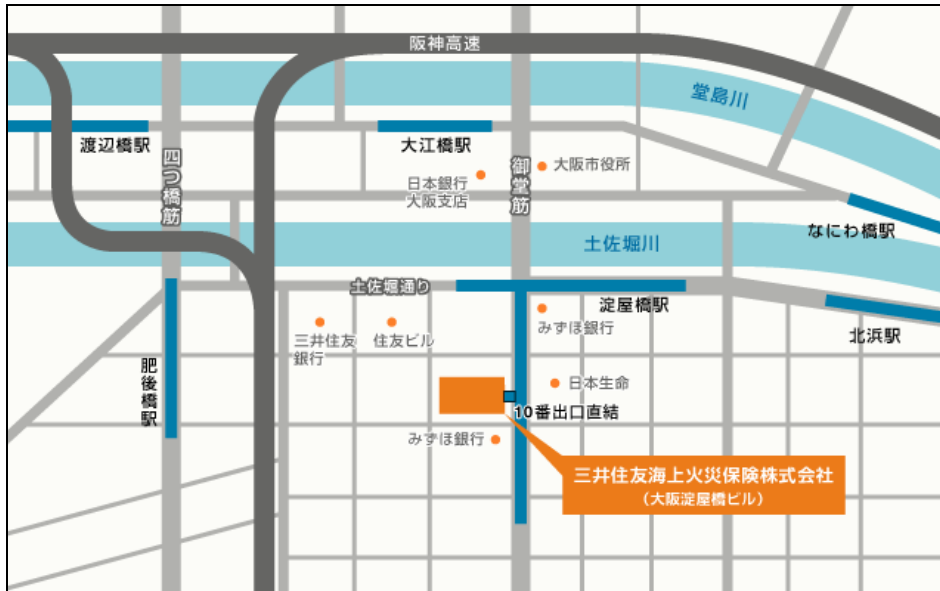 阪神高速
堂島川
渡辺橋駅
四つ橋筋
大江橋駅
御堂筋
大阪市役所
日本銀行
大阪支店
なにわ橋駅
土佐堀川
土佐堀通り
淀屋橋駅
みずほ銀行
北浜駅
三井住友
銀行
住友ビル
肥後橋駅
日本生命
10番出口直結
みずほ銀行
三井住友海上火災保険株式会社
（大阪淀屋橋ビル）